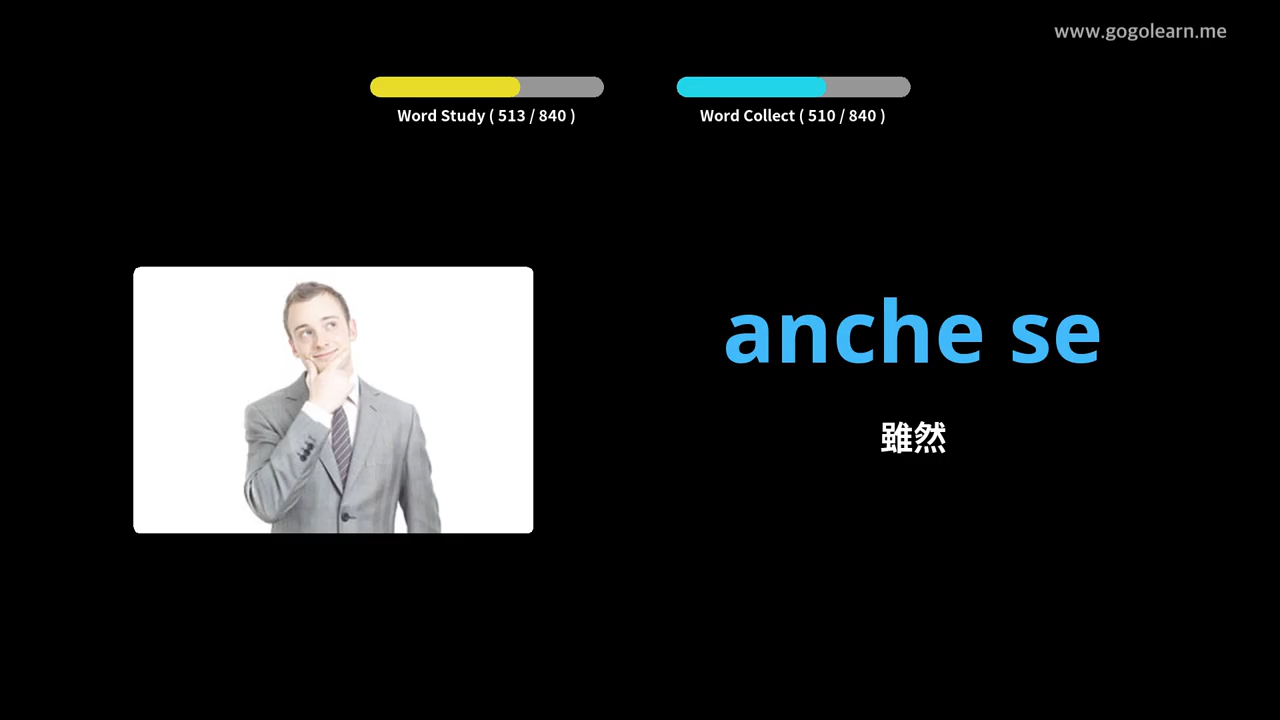 www.gogolearn.me
Word Study ( 513 / 840 )
Word Collect ( 510 / 840 )
anche se
雖然